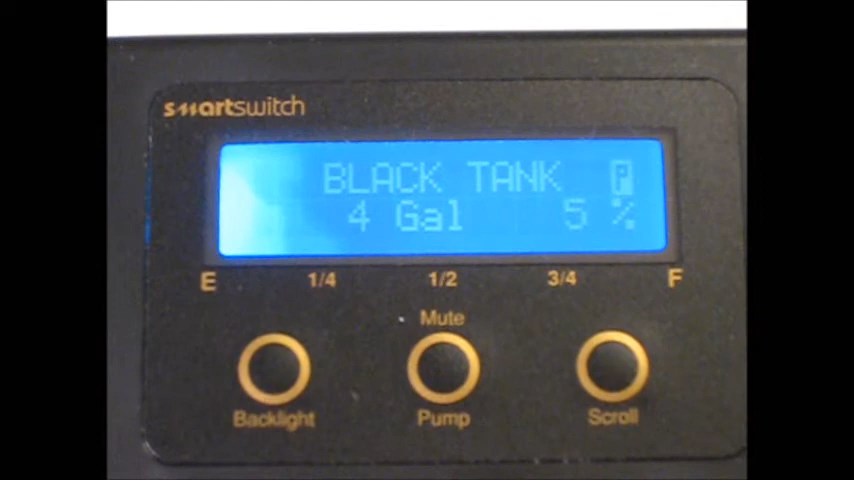 smartswitch
BLACK TANK P
4 Gal 5 %
E 1/4 1/2 3/4 F
Mute
Backlight Pump Scroll